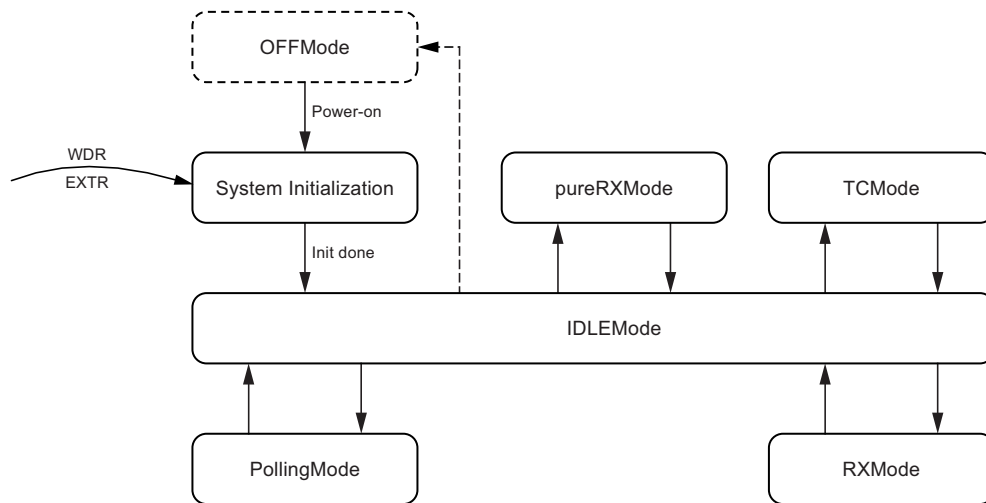 OFFMode
Power-on
WDR
EXTR
System Initialization
pureRXMode
TCMode
Init done
IDLEMode
PollingMode
RXMode